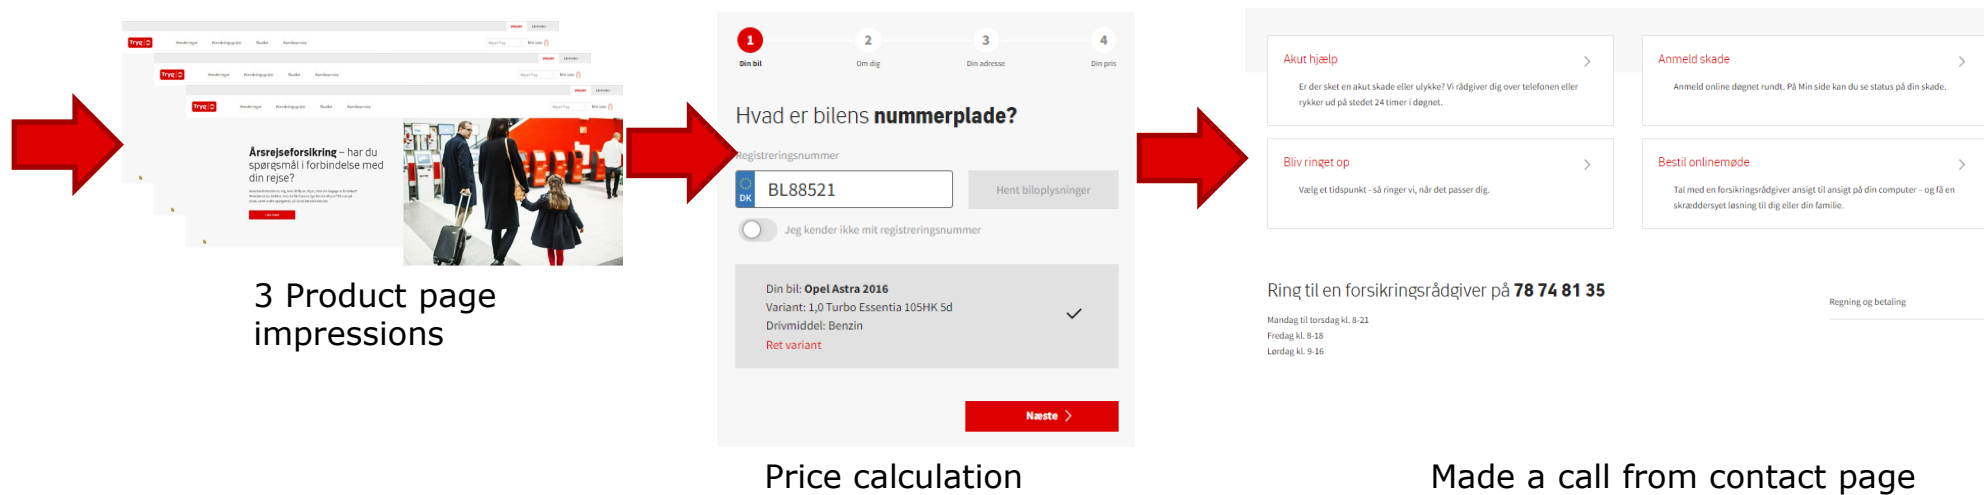 Tryg
Tryg
Tryg
Årsrejseforsikring – har du
spørgsmål i forbindelse med
din rejse?
3 Product page
impressions
1
2
3
4
Din bil
Om dig
Din adresse
Din pris
Hvad er bilens nummerplade?
Registreringsnummer
DK
BL88521
Hent biloplysninger
Jeg kender ikke mit registreringsnummer
Din bil: Opel Astra 2016
Variant: 1,0 Turbo Essentia 105HK 5d
Drivmiddel: Benzin
Ret variant
Næste
Price calculation
Akut hjælp
Er der sket en akut skade eller ulykke? Vi rådgiver dig over telefonen eller
rykker ud på stedet 24 timer i døgnet.
Anmeld skade
Anmeld online døgnet rundt. På Min side kan du se status på din skade.
Bliv ringet op
Vælg et tidspunkt - så ringer vi, når det passer dig.
Bestil onlinemøde
Tal med en forsikringsrådgiver ansigt til ansigt på din computer – og få en
skræddersyet løsning til dig eller din familie.
Ring til en forsikringsrådgiver på 78 74 81 35
Mandag til torsdag kl. 8-21
Fredag kl. 8-18
Lørdag kl. 9-16
Regning og betaling
Made a call from contact page